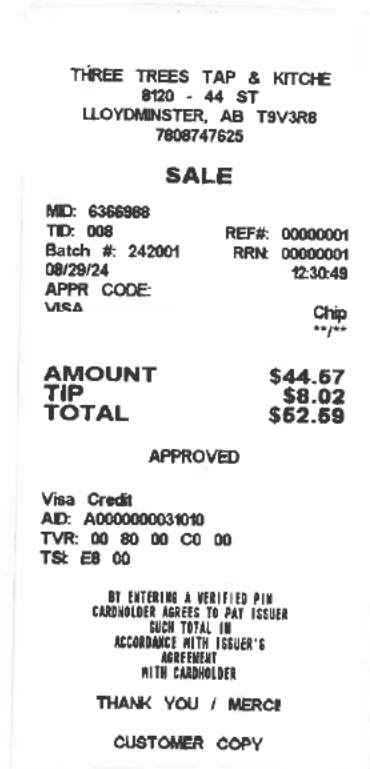 THREE TREES TAP & KITCHE
8120 - 44 ST
LLOYDMINSTER, AB T9V3R8
7808747625
SALE
MID: 6366988
TID: 008 REF#: 00000001
Batch #: 242001 RRN: 00000001
08/29/24 12:30:49
APPR CODE:
VISA Chip
**/**
AMOUNT $44.57
TIP $8.02
TOTAL $52.59
APPROVED
Visa Credit
AID: A0000000031010
TVR: 00 80 00 C0 00
TSI: E8 00
BY ENTERING A VERIFIED PIN
CARDHOLDER AGREES TO PAY ISSUER
SUCH TOTAL IN
ACCORDANCE WITH ISSUER'S
AGREEMENT
WITH CARDHOLDER
THANK YOU / MERCI
CUSTOMER COPY